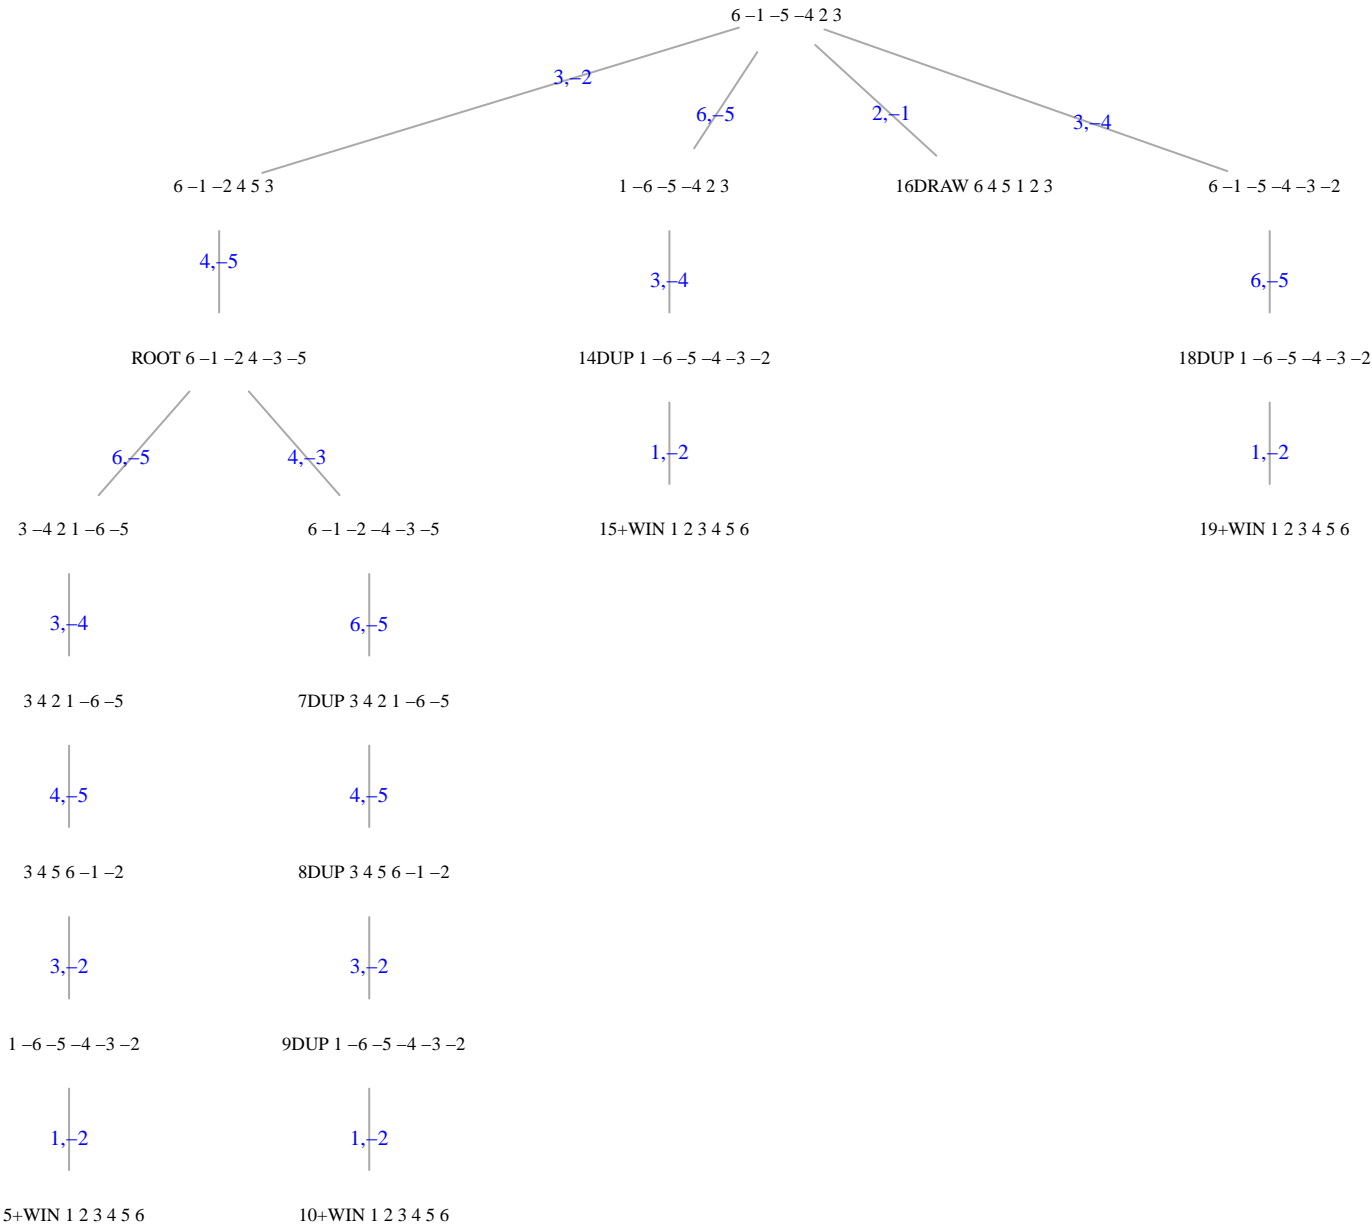 6 –1 –5 –4 2 3
3,–2
6,–5
2,–1
3,–4
6 –1 –2 4 5 3
1 –6 –5 –4 2 3
16DRAW 6 4 5 1 2 3
6 –1 –5 –4 –3 –2
4,–5
3,–4
6,–5
ROOT 6 –1 –2 4 –3 –5
14DUP 1 –6 –5 –4 –3 –2
18DUP 1 –6 –5 –4 –3 –2
6,–5
4,–3
1,–2
1,–2
3 –4 2 1 –6 –5
6 –1 –2 –4 –3 –5
15+WIN 1 2 3 4 5 6
19+WIN 1 2 3 4 5 6
3,–4
6,–5
3 4 2 1 –6 –5
7DUP 3 4 2 1 –6 –5
4,–5
4,–5
3 4 5 6 –1 –2
8DUP 3 4 5 6 –1 –2
3,–2
3,–2
1 –6 –5 –4 –3 –2
9DUP 1 –6 –5 –4 –3 –2
1,–2
1,–2
5+WIN 1 2 3 4 5 6
10+WIN 1 2 3 4 5 6